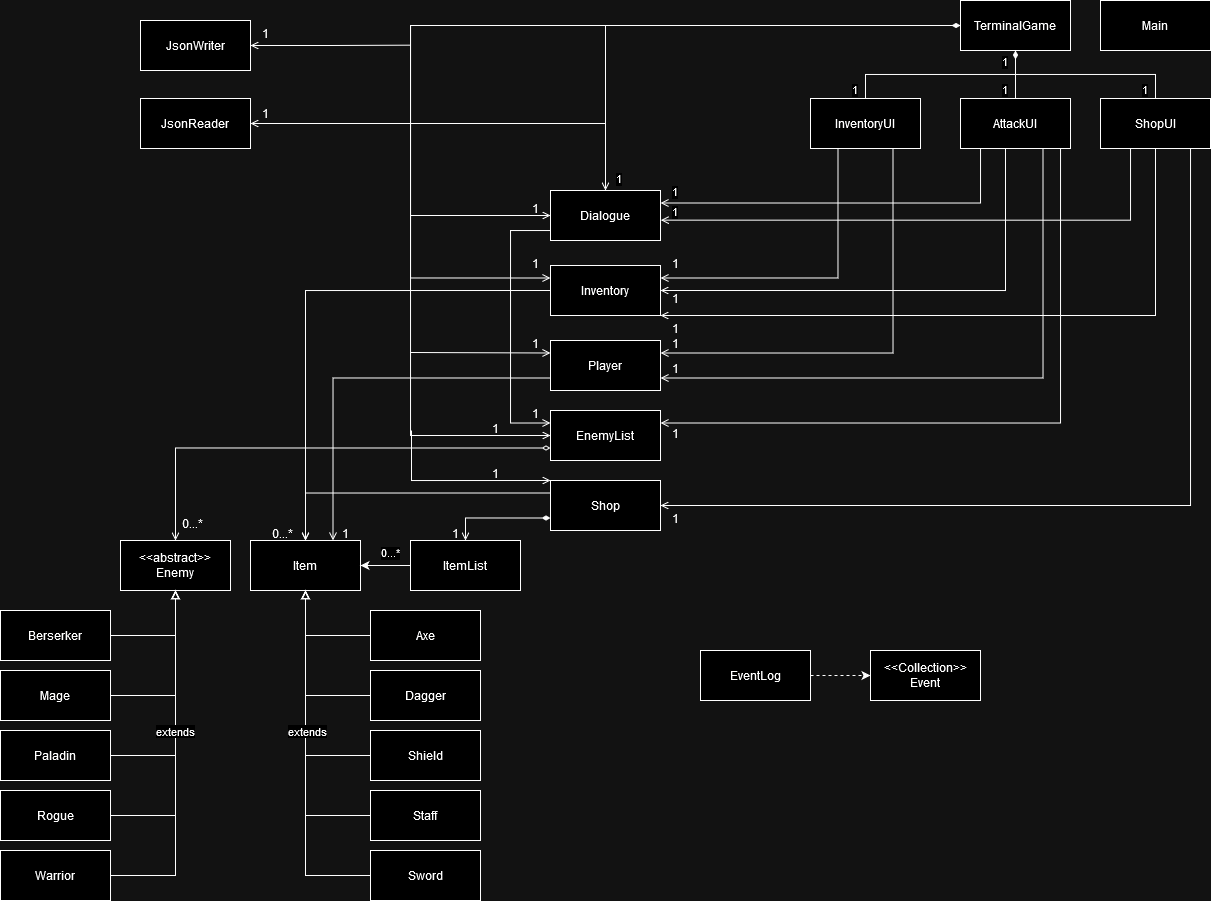 TerminalGame
Main
JsonWriter
1
1
JsonReader
1
1
1
1
InventoryUI
AttackUI
ShopUI
1
1
1
Dialogue
1
1
1
Inventory
1
1
1
1
Player
1
1
1
EnemyList
1
1
1
Shop
1
0...*
0...*
1
1
0...*
<<abstract>>
Enemy
Item
ItemList
Berserker
Axe
Mage
Dagger
extends
extends
Paladin
Shield
Rogue
Staff
Warrior
Sword
EventLog
<<Collection>>
Event